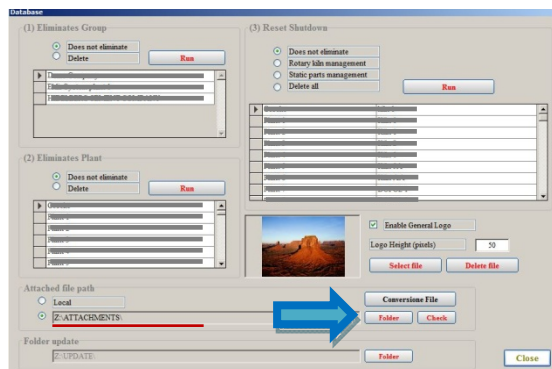 Database
(1) Eliminates Group
Does not eliminate
Delete
Run
(2) Eliminates Plant
Does not eliminate
Delete
Run
(3) Reset Shutdown
Does not eliminate
Rotary kiln management
Static parts management
Delete all
Run
Enable General Logo
Logo Height (pixels) 50
Select file Delete file
Attached file path
Local
Z:\ATTACHMENTS\
Conversione File
Folder Check
Folder update
Z: UPDATE\
Folder
Close